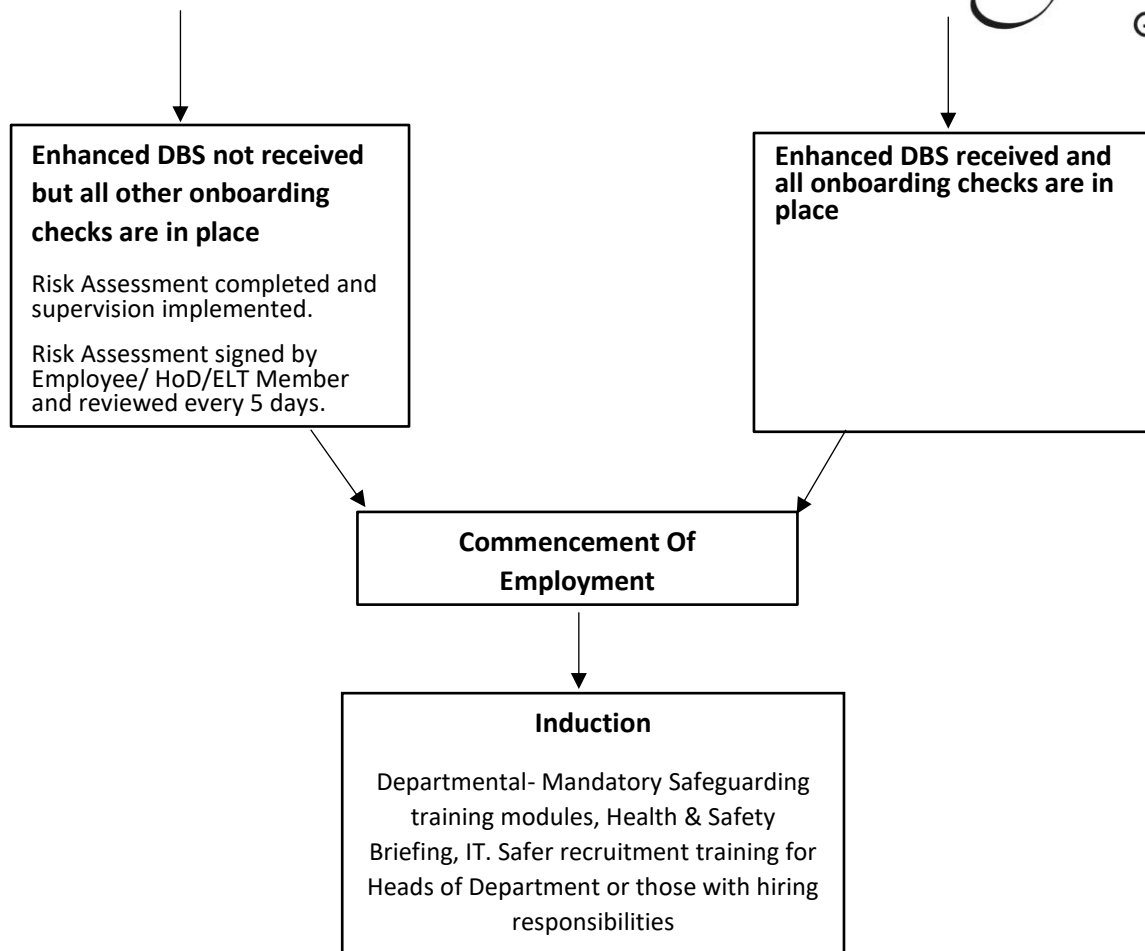 Enhanced DBS not received
but all other onboarding
checks are in place
Risk Assessment completed and
supervision implemented.
Risk Assessment signed by
Employee/ HoD/ELT Member
and reviewed every 5 days.
Enhanced DBS received and
all onboarding checks are in
place
Commencement Of
Employment
Induction
Departmental- Mandatory Safeguarding
training modules, Health & Safety
Briefing, IT. Safer recruitment training for
Heads of Department or those with hiring
responsibilities